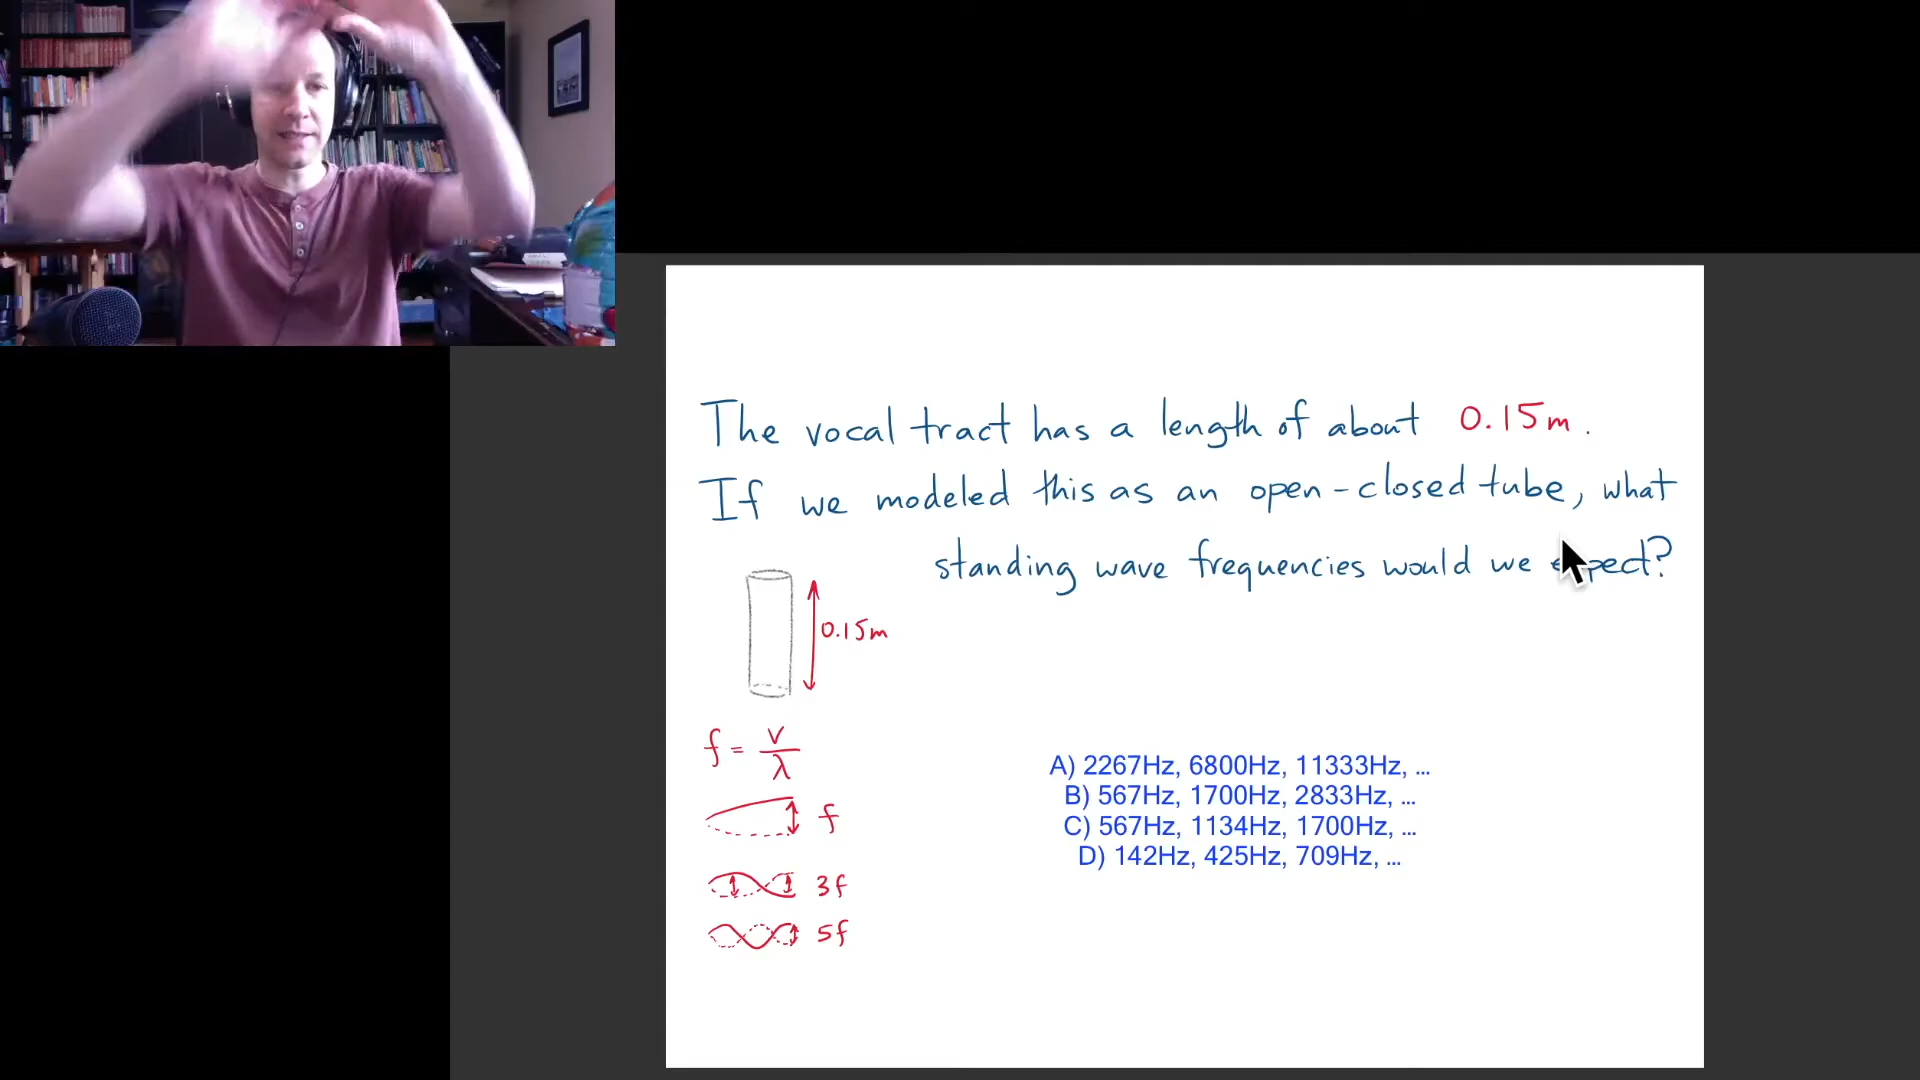 The vocal tract has a length of about 0.15m.
If we modeled this as an open-closed tube, what
standing wave frequencies would we
0.15m
f = v/λ
f
3f
5f
A) 2267Hz, 6800Hz, 11333Hz, ...
B) 567Hz, 1700Hz, 2833Hz, ...
C) 567Hz, 1134Hz, 1700Hz, ...
D) 142Hz, 425Hz, 709Hz, ...